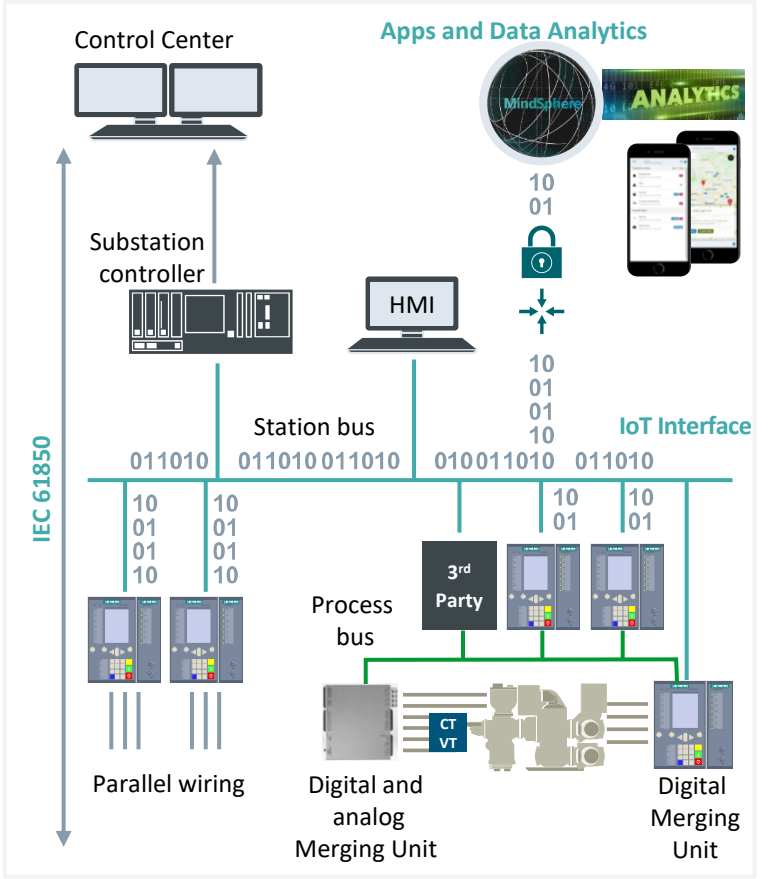 Control Center
Apps and Data Analytics
MindSphere
ANALYTICS
10
01
Substation
controller
HMI
10
01
01
10
Station bus
IoT Interface
011010
011010 011010
010011010
011010
IEC 61850
10
01
01
10
10
01
01
10
10
01
10
01
3rd
Party
Process
bus
CT
VT
Parallel wiring
Digital and
analog
Merging Unit
Digital
Merging
Unit